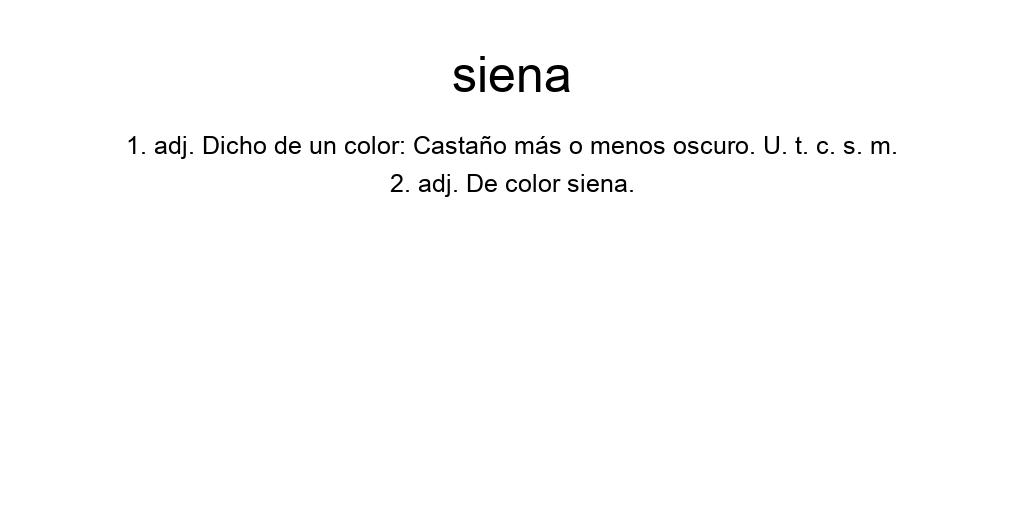 siena
1. adj. Dicho de un color: Castaño más o menos oscuro. U. t. c. s. m.
2. adj. De color siena.